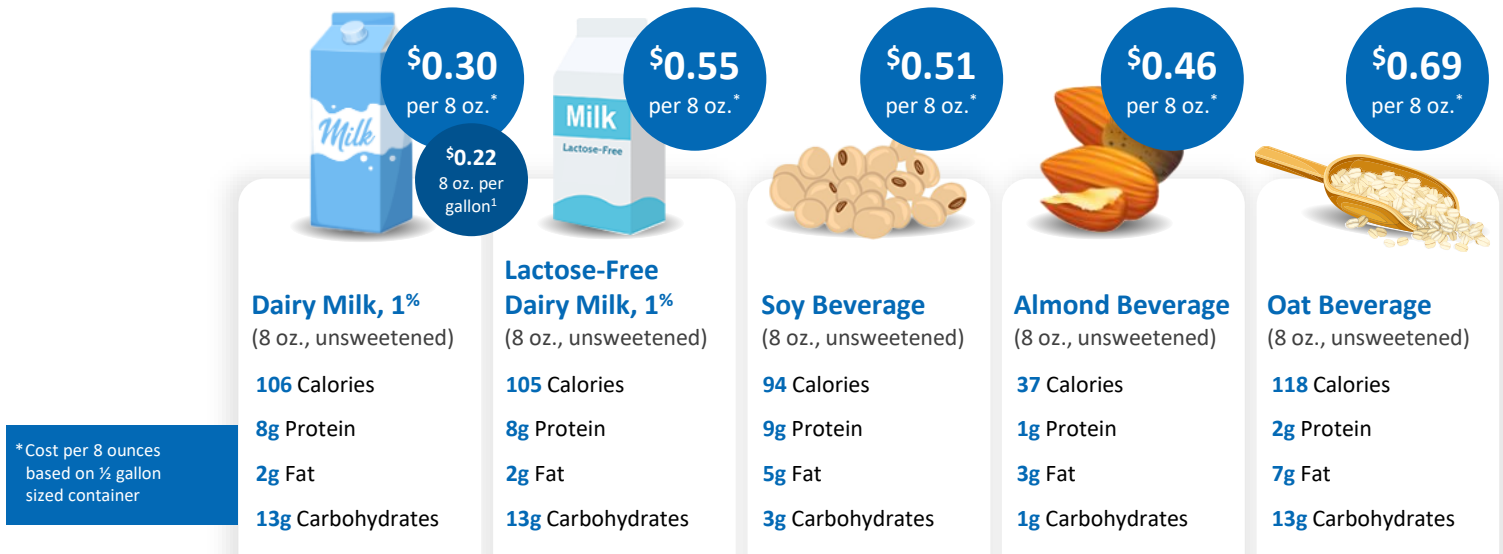 $0.30
per 8 oz.*
$0.22
8 oz. per
gallon1
Milk
Dairy Milk, 1%
(8 oz., unsweetened)
106 Calories
8g Protein
2g Fat
13g Carbohydrates
$0.55
per 8 oz.*
Milk
Lactose-Free
Lactose-Free
Dairy Milk, 1%
(8 oz., unsweetened)
105 Calories
8g Protein
2g Fat
13g Carbohydrates
$0.51
per 8 oz.*
Soy Beverage
(8 oz., unsweetened)
94 Calories
9g Protein
5g Fat
3g Carbohydrates
$0.46
per 8 oz.*
Almond Beverage
(8 oz., unsweetened)
37 Calories
1g Protein
3g Fat
1g Carbohydrates
$0.69
per 8 oz.*
Oat Beverage
(8 oz., unsweetened)
118 Calories
2g Protein
7g Fat
13g Carbohydrates
*Cost per 8 ounces
based on ½ gallon
sized container